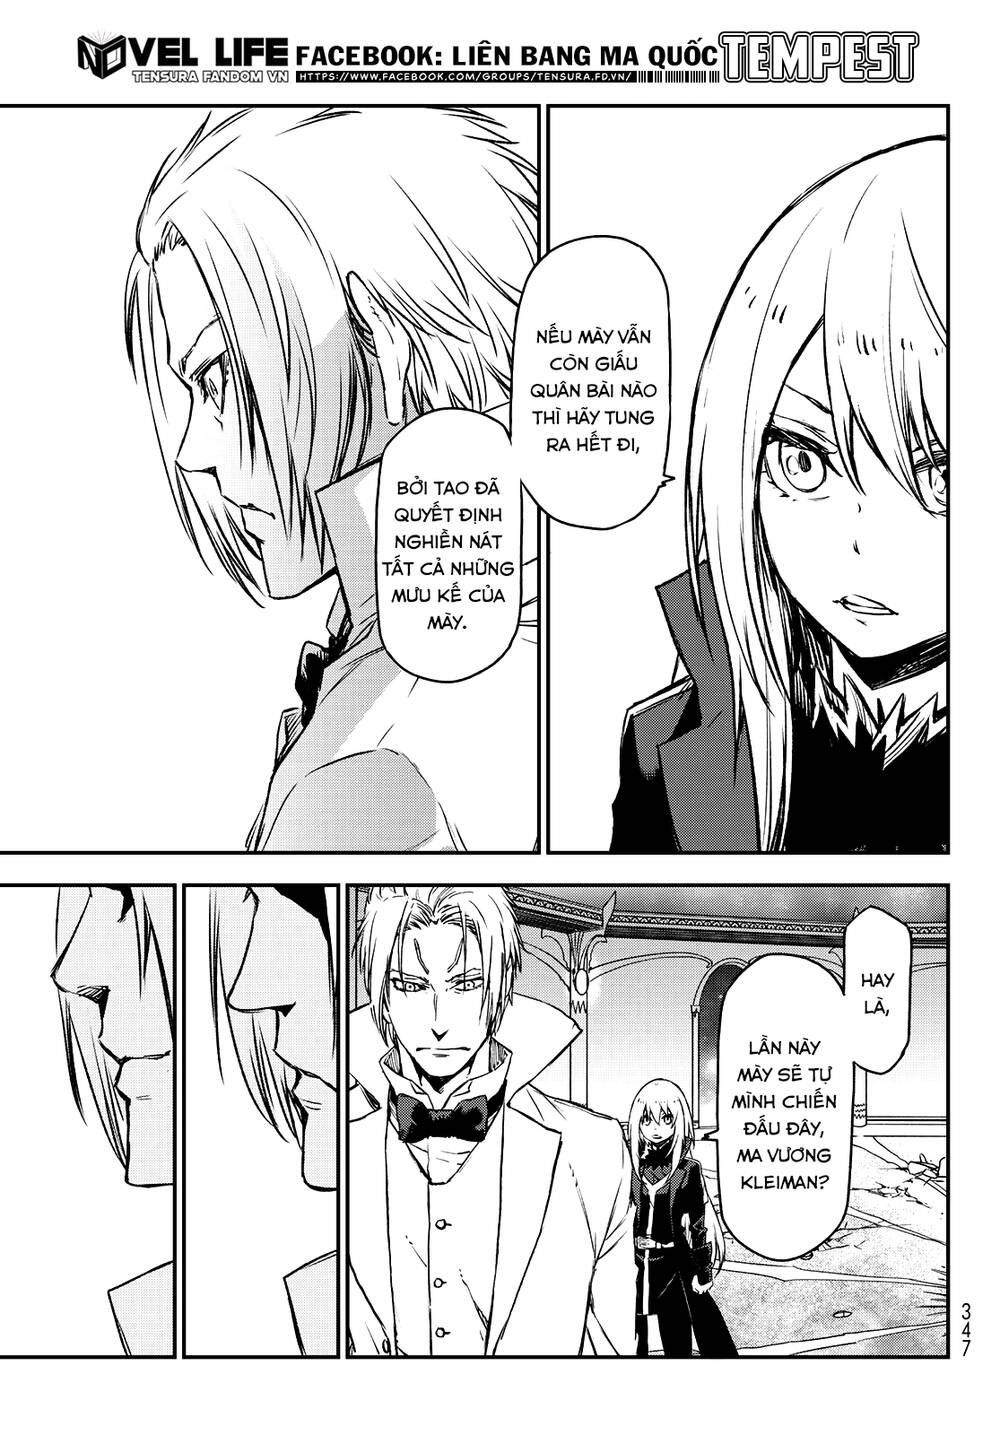 NOVEL LIFE
TENSURA FANDOM VN
FACEBOOK: LIÊN BANG MA QUỐC
HTTPS://WWW.FACEBOOK.COM/GROUPS/TENSURA.FD.VN/
TEMPEST
NẾU MÀY VẪN
CÒN GIẤU
QUÂN BÀI NÀO
THÌ HÃY TUNG
RA HẾT ĐI,
BỞI TAO ĐÃ
QUYẾT ĐỊNH
NGHIỀN NÁT
TẤT CẢ NHỮNG
MƯU KẾ CỦA
MÀY.
HAY
LÀ,
LẦN NÀY
MÀY SẼ TỰ
MÌNH CHIẾN
ĐẤU ĐÂY,
MA VƯƠNG
KLEIMAN?
347